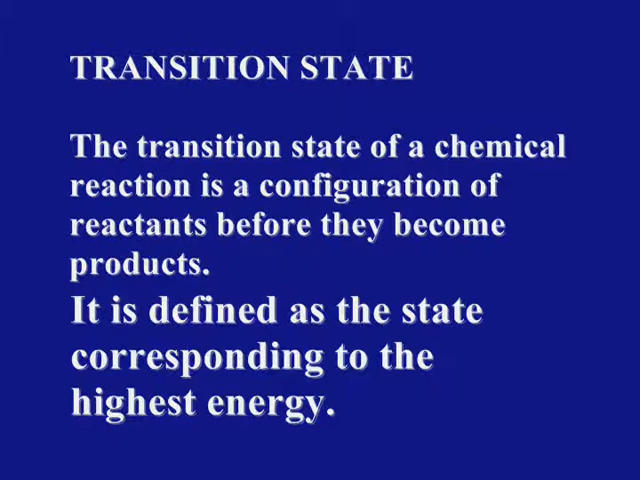 TRANSITION STATE
The transition state of a chemical
reaction is a configuration of
reactants before they become
products.
It is defined as the state
corresponding to the
highest energy.